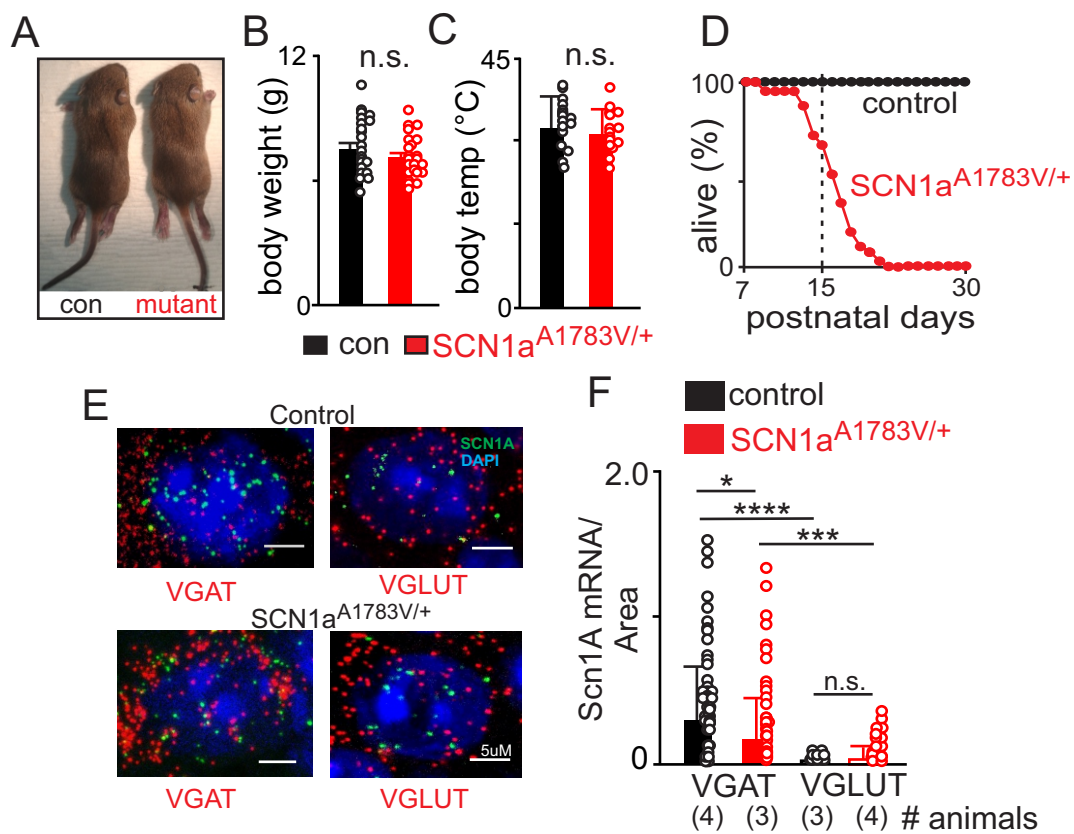 A
con
mutant
B
n.s.
12
0
body weight (g)
C
n.s.
45
0
body temp (°C)
con
SCN1a^A1783V/+
D
100
0
alive (%)
control
SCN1a^A1783V/+
7
15
30
postnatal days
E
Control
SCN1A
DAPI
VGAT
VGLUT
SCN1a^A1783V/+
5uM
VGAT
VGLUT
F
control
SCN1a^A1783V/+
2.0
0
Scn1A mRNA/
Area
*
****
***
n.s.
VGAT VGLUT
(4) (3) (3) (4) # animals